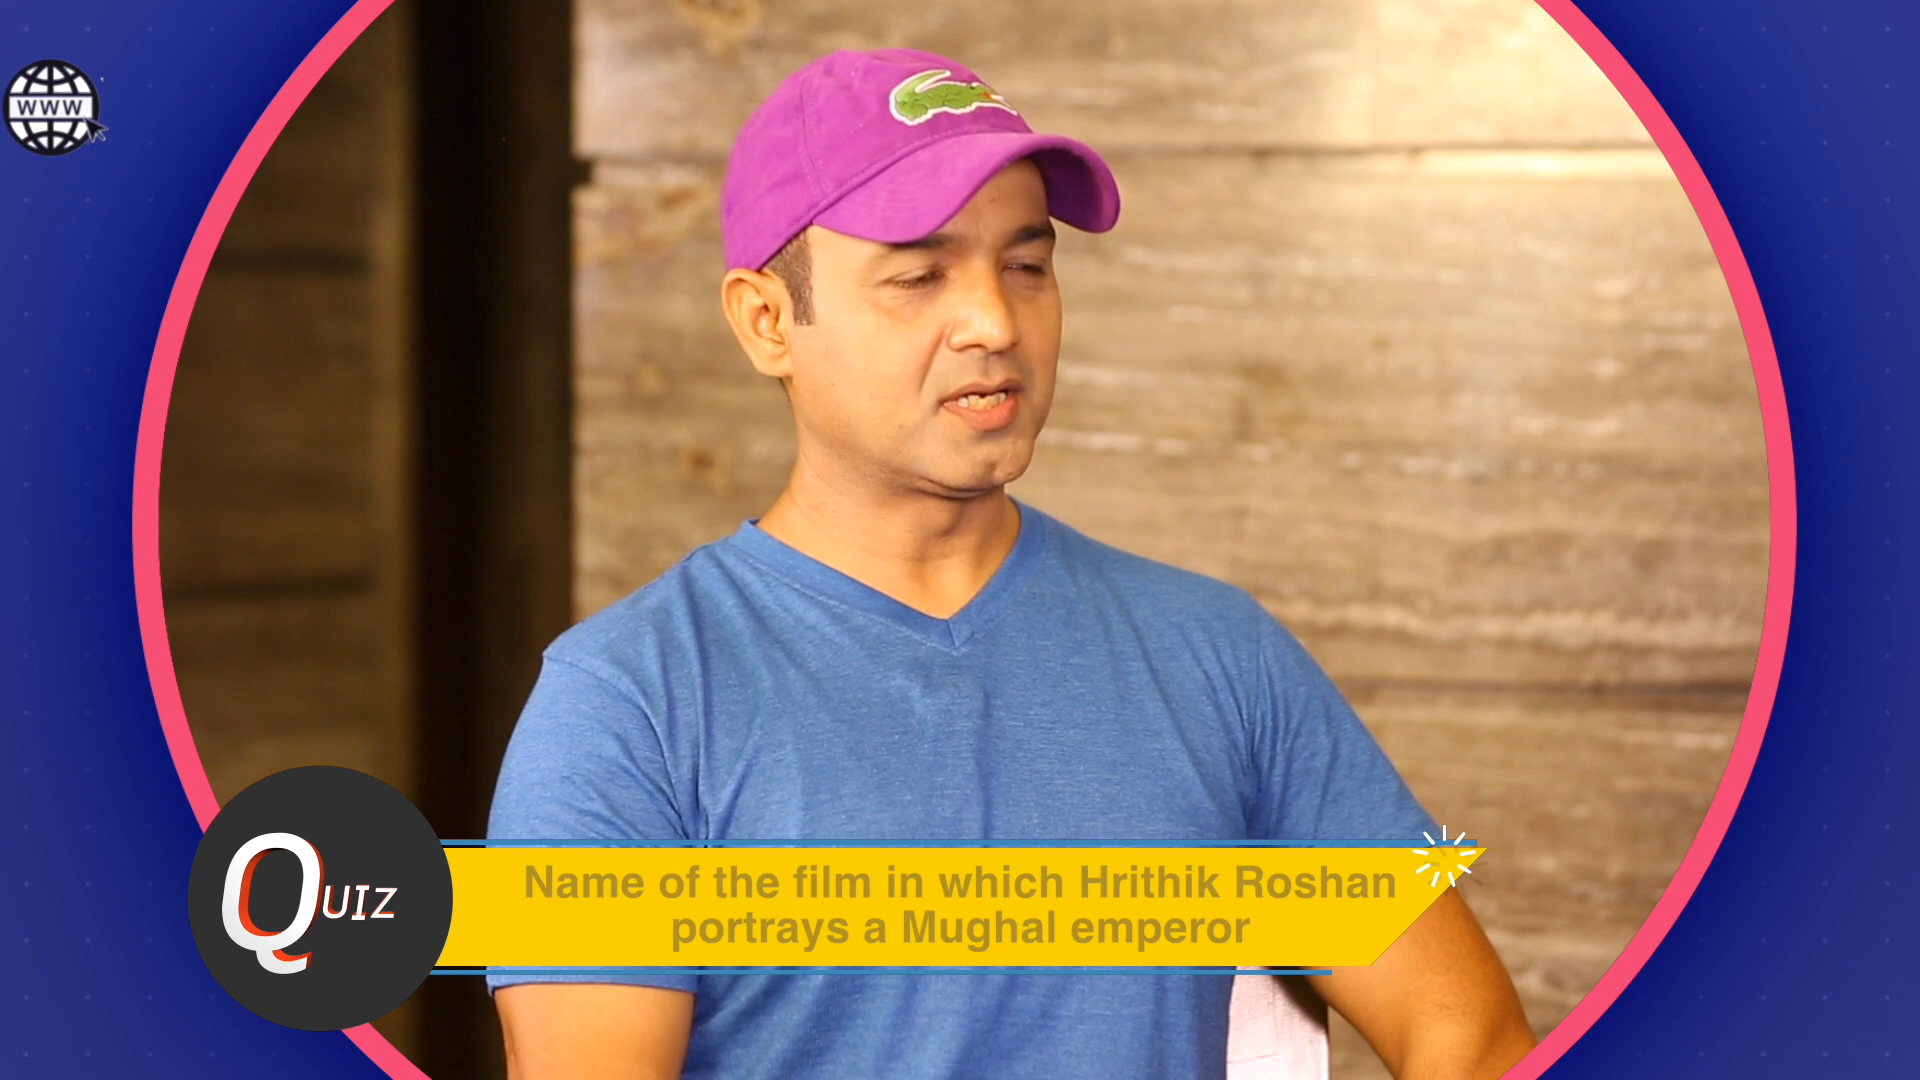 WWW
Quiz
Name of the film in which Hrithik Roshan
portrays a Mughal emperor